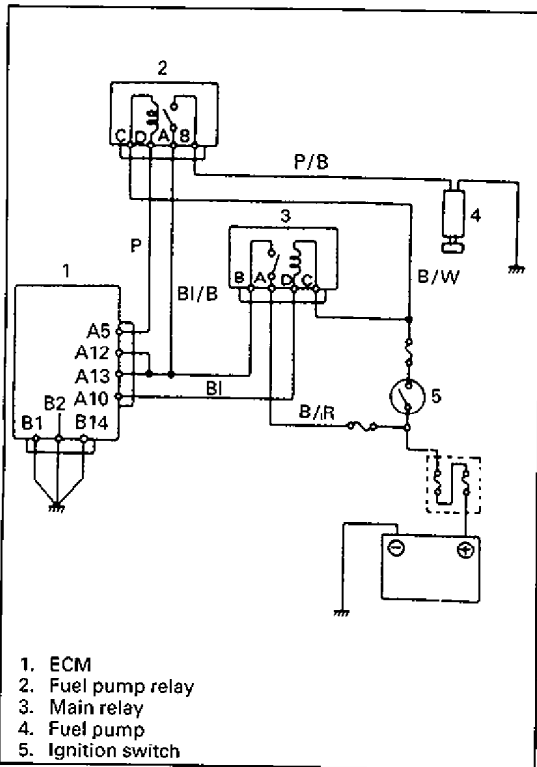 2
C D A B
P/B
3
4
P
B/W
1
B A D C
Bl/B
A5
A12
A13
Bl
5
A10
B2
B/R
B1 B14
1. ECM
2. Fuel pump relay
3. Main relay
4. Fuel pump
5. Ignition switch